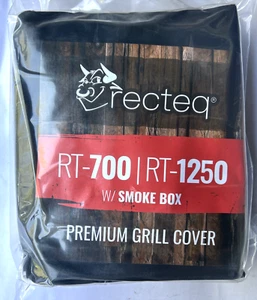 recteq®
RT-700 | RT-1250
W/ SMOKE BOX
PREMIUM GRILL COVER